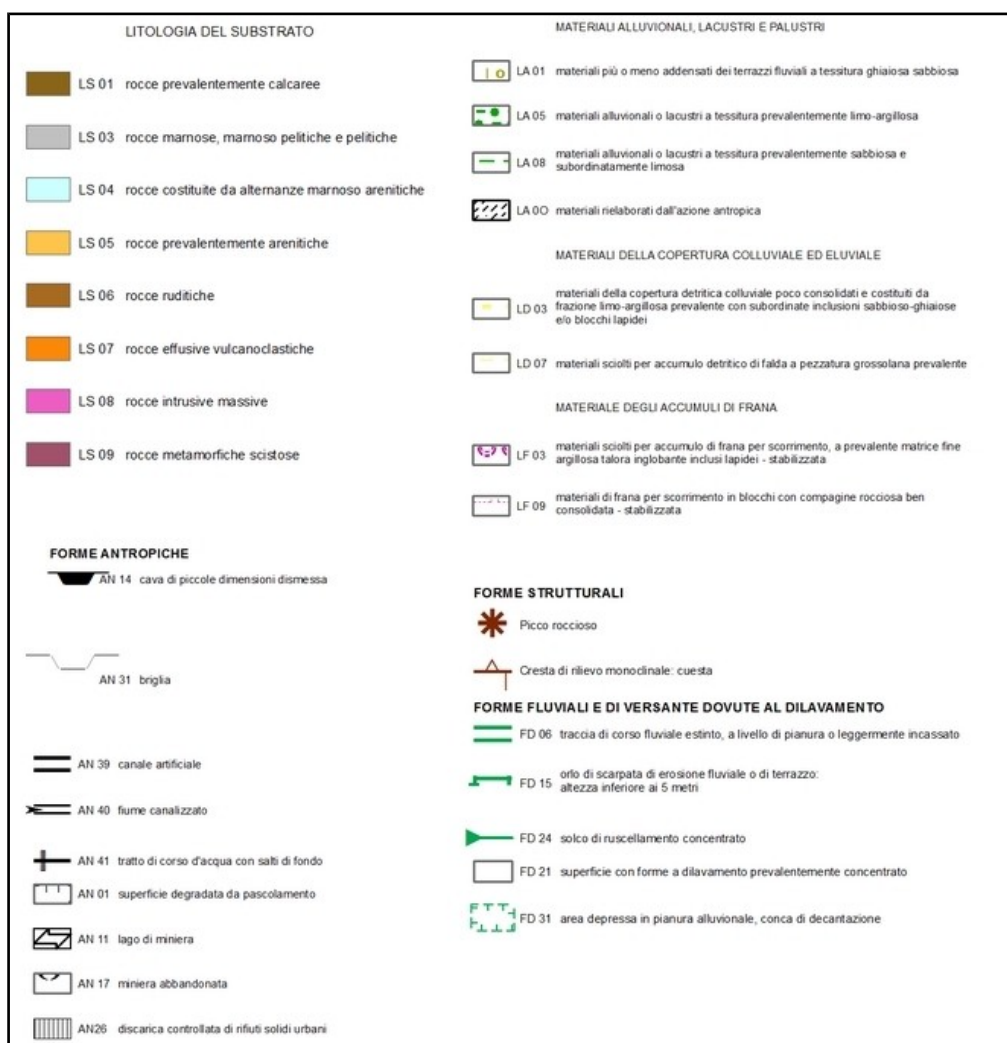 LITOLOGIA DEL SUBSTRATO
LS 01 rocce prevalentemente calcaree
LS 03 rocce marnose, marnoso pelitiche e pelitiche
LS 04 rocce costituite da alternanze marnoso arenitiche
LS 05 rocce prevalentemente arenitiche
LS 06 rocce ruditiche
LS 07 rocce effusive vulcanoclastiche
LS 08 rocce intrusive massive
LS 09 rocce metamorfiche scistose
FORME ANTROPICHE
AN 14 cava di piccole dimensioni dismessa
AN 31 briglia
AN 39 canale artificiale
AN 40 fiume canalizzato
AN 41 tratto di corso d'acqua con salti di fondo
AN 01 superficie degradata da pascolamento
AN 11 lago di miniera
AN 17 miniera abbandonata
AN26 discarica controllata di rifiuti solidi urbani
MATERIALI ALLUVIONALI, LACUSTRI E PALUSTRI
LA 01 materiali più o meno addensati dei terrazzi fluviali a tessitura ghiaiosa sabbiosa
LA 05 materiali alluvionali o lacustri a tessitura prevalentemente limo-argillosa
LA 08 materiali alluvionali o lacustri a tessitura prevalentemente sabbiosa e
subordinatamente limosa
LA 0O materiali rielaborati dall'azione antropica
MATERIALI DELLA COPERTURA COLLUVIALE ED ELUVIALE
LD 03 materiali della copertura detritica colluviale poco consolidati e costituiti da
frazione limo-argillosa prevalente con subordinate inclusioni sabbioso-ghiaiose
e/o blocchi lapidei
LD 07 materiali sciolti per accumulo detritico di falda a pezzatura grossolana prevalente
MATERIALE DEGLI ACCUMULI DI FRANA
LF 03 materiali sciolti per accumulo di frana per scorrimento, a prevalente matrice fine
argillosa talora inglobante inclusi lapidei - stabilizzata
LF 09 materiali di frana per scorrimento in blocchi con compagine rocciosa ben
consolidata - stabilizzata
FORME STRUTTURALI
Picco roccioso
Cresta di rilievo monoclinale: cuesta
FORME FLUVIALI E DI VERSANTE DOVUTE AL DILAVAMENTO
FD 06 traccia di corso fluviale estinto, a livello di pianura o leggermente incassato
FD 15 orlo di scarpata di erosione fluviale o di terrazzo:
altezza inferiore ai 5 metri
FD 24 solco di ruscellamento concentrato
FD 21 superficie con forme a dilavamento prevalentemente concentrato
FD 31 area depressa in pianura alluvionale, conca di decantazione